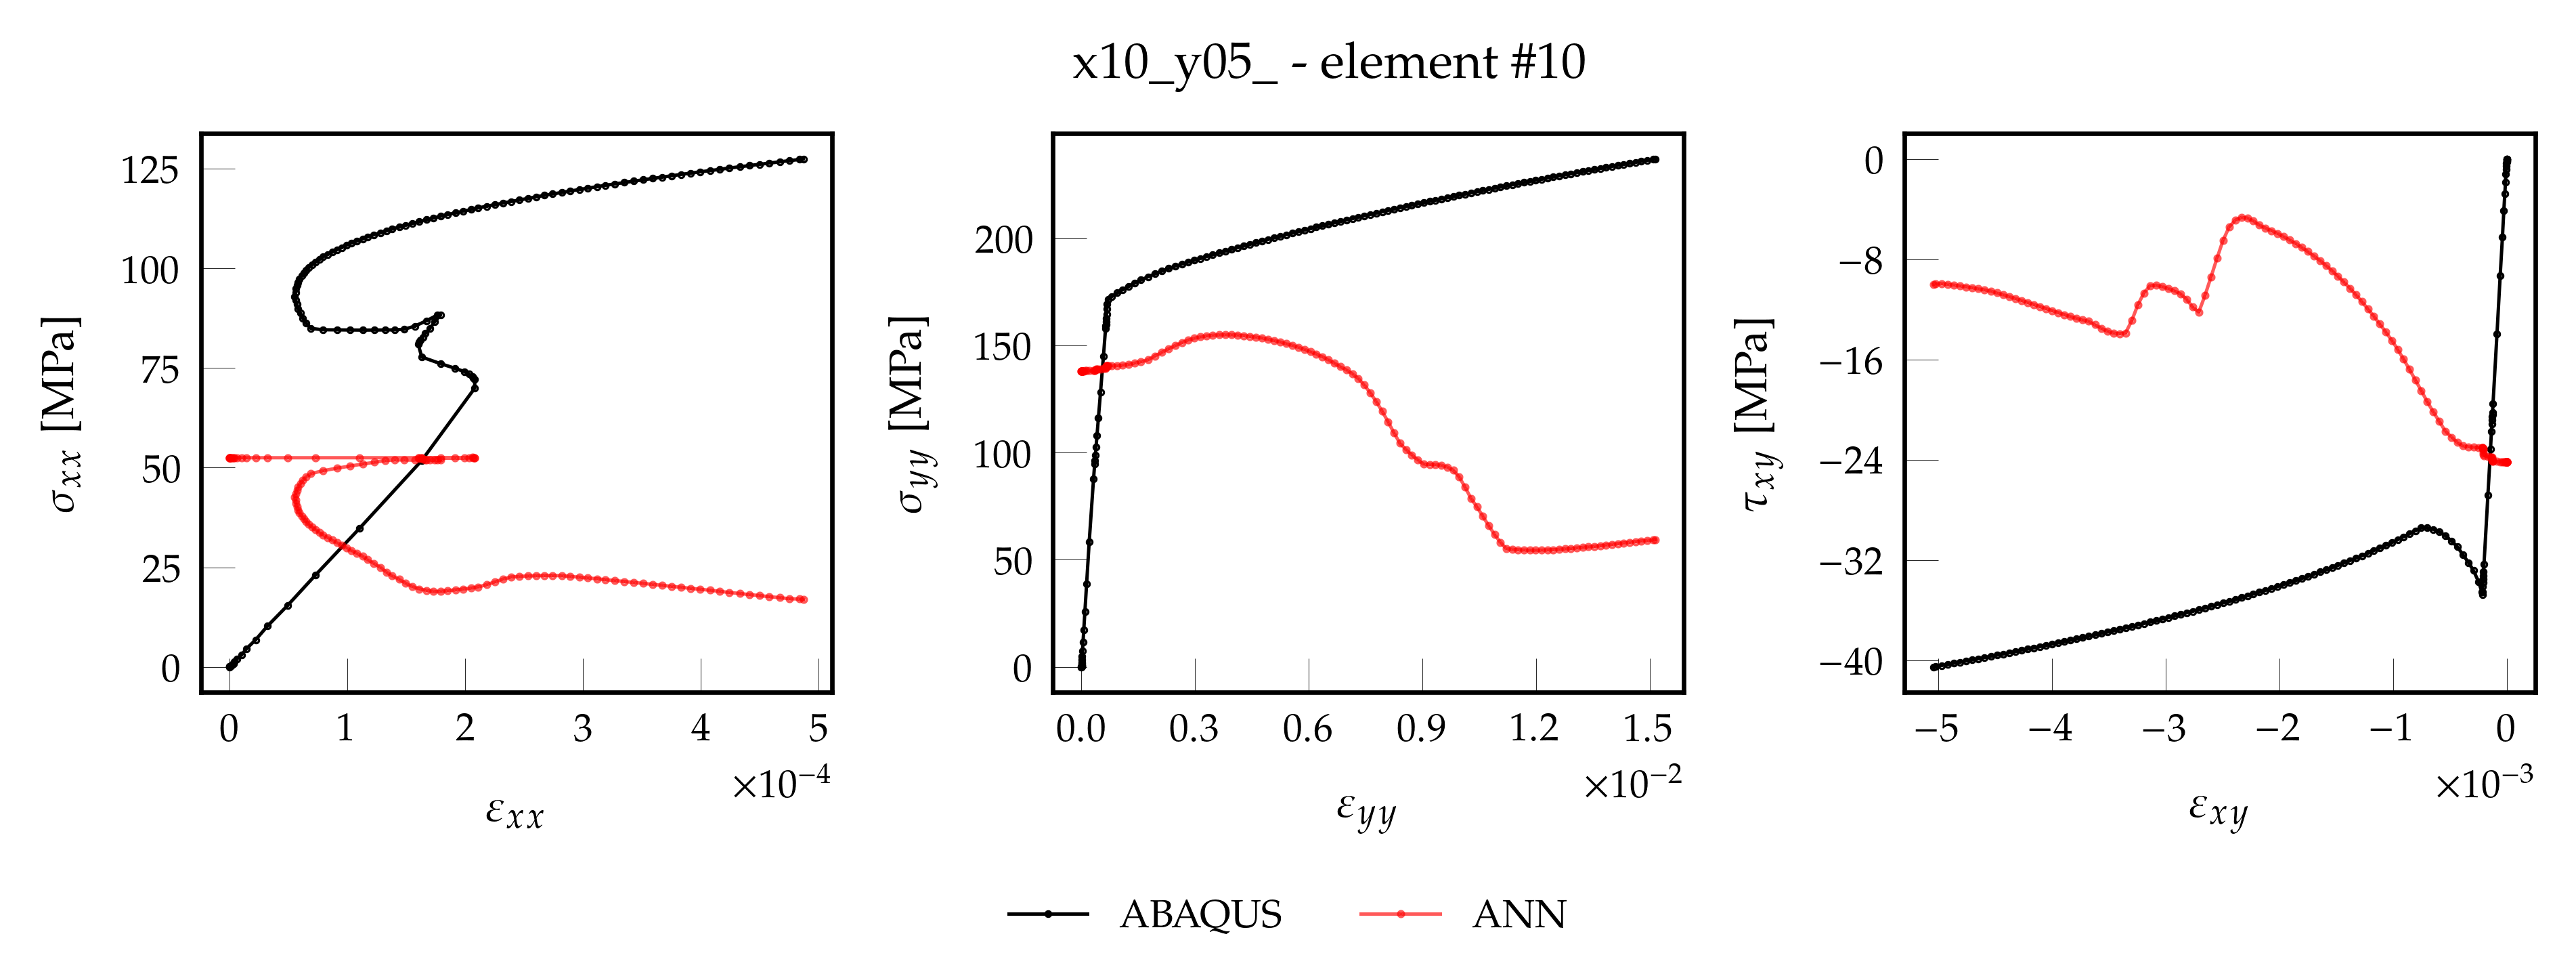 x10_y05_ - element #10
σxx [MPa]
125
100
75
50
25
0
0 1 2 3 4 5
×10−4
εxx
σyy [MPa]
200
150
100
50
0
0.0 0.3 0.6 0.9 1.2 1.5
×10−2
εyy
τxy [MPa]
0
−8
−16
−24
−32
−40
−5 −4 −3 −2 −1 0
×10−3
εxy
ABAQUS ANN